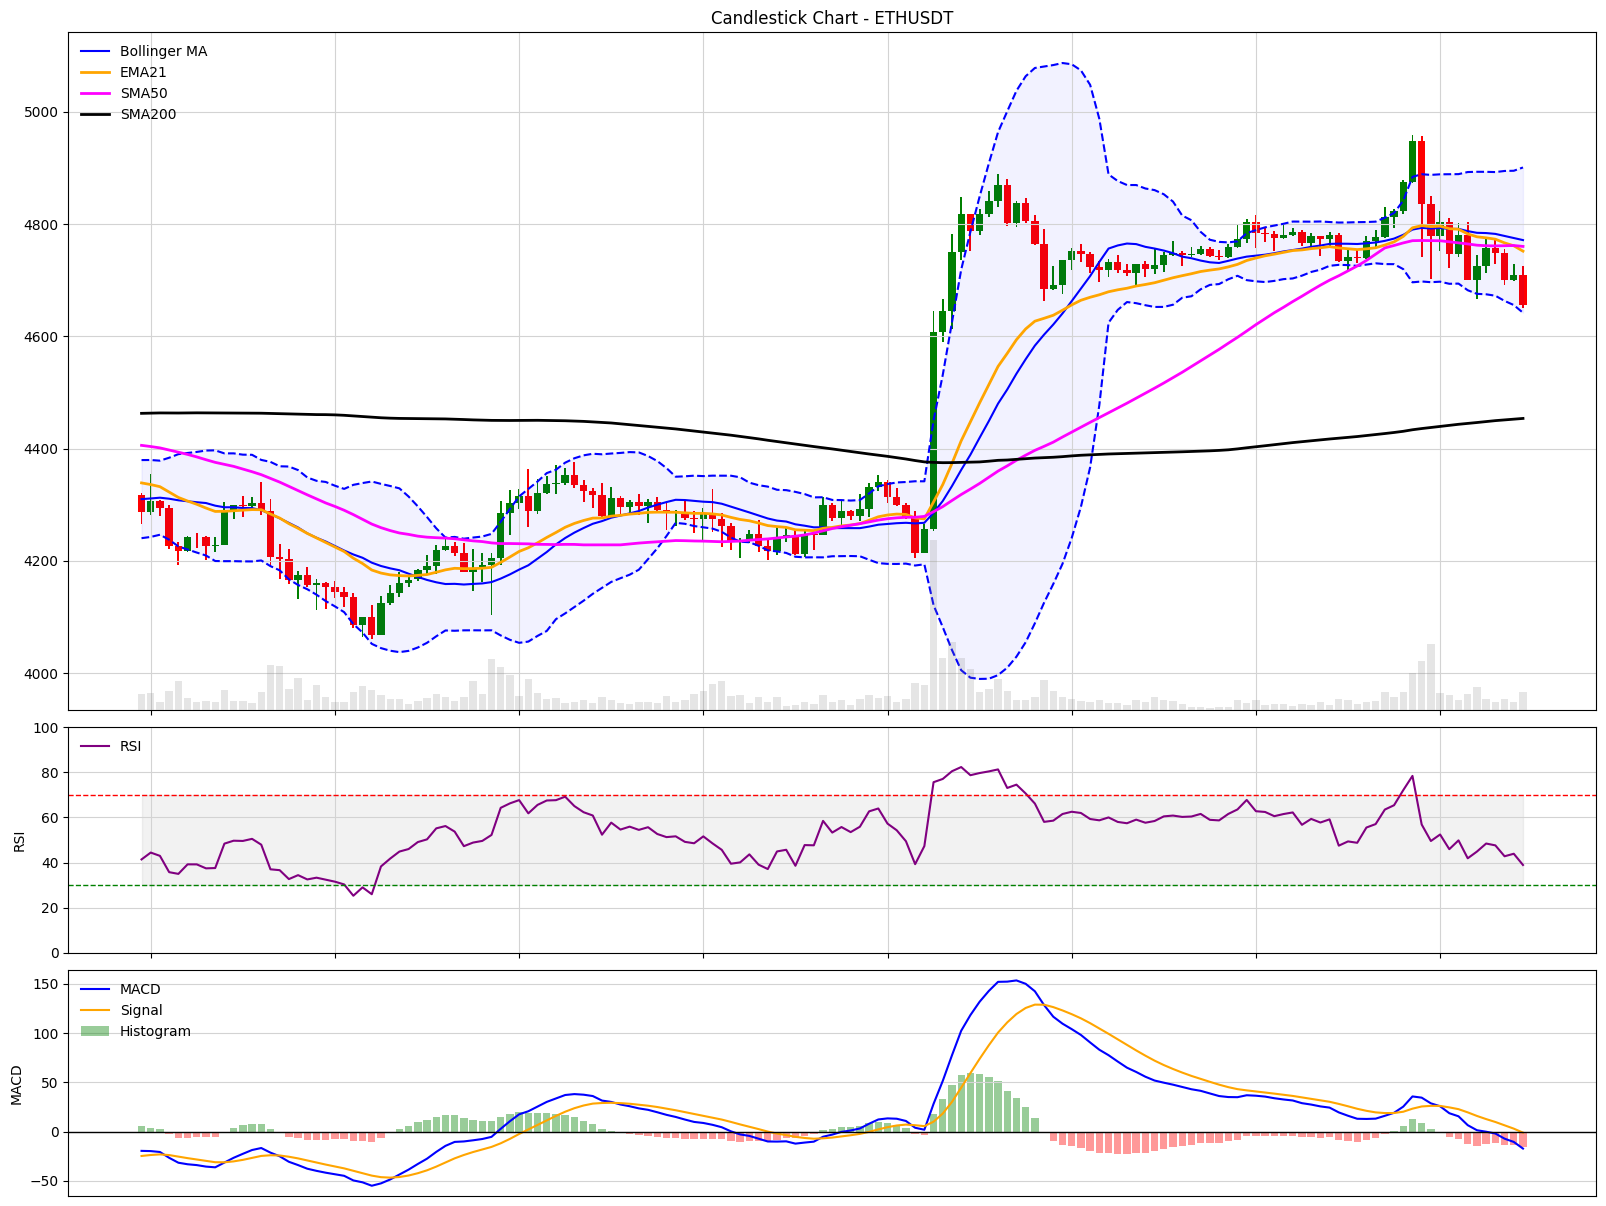 Candlestick Chart - ETHUSDT
Bollinger MA
EMA21
SMA50
SMA200
5000
4800
4600
4400
4200
4000
RSI
100
80
60
40
20
0
RSI
MACD
Signal
Histogram
150
100
50
0
−50
MACD